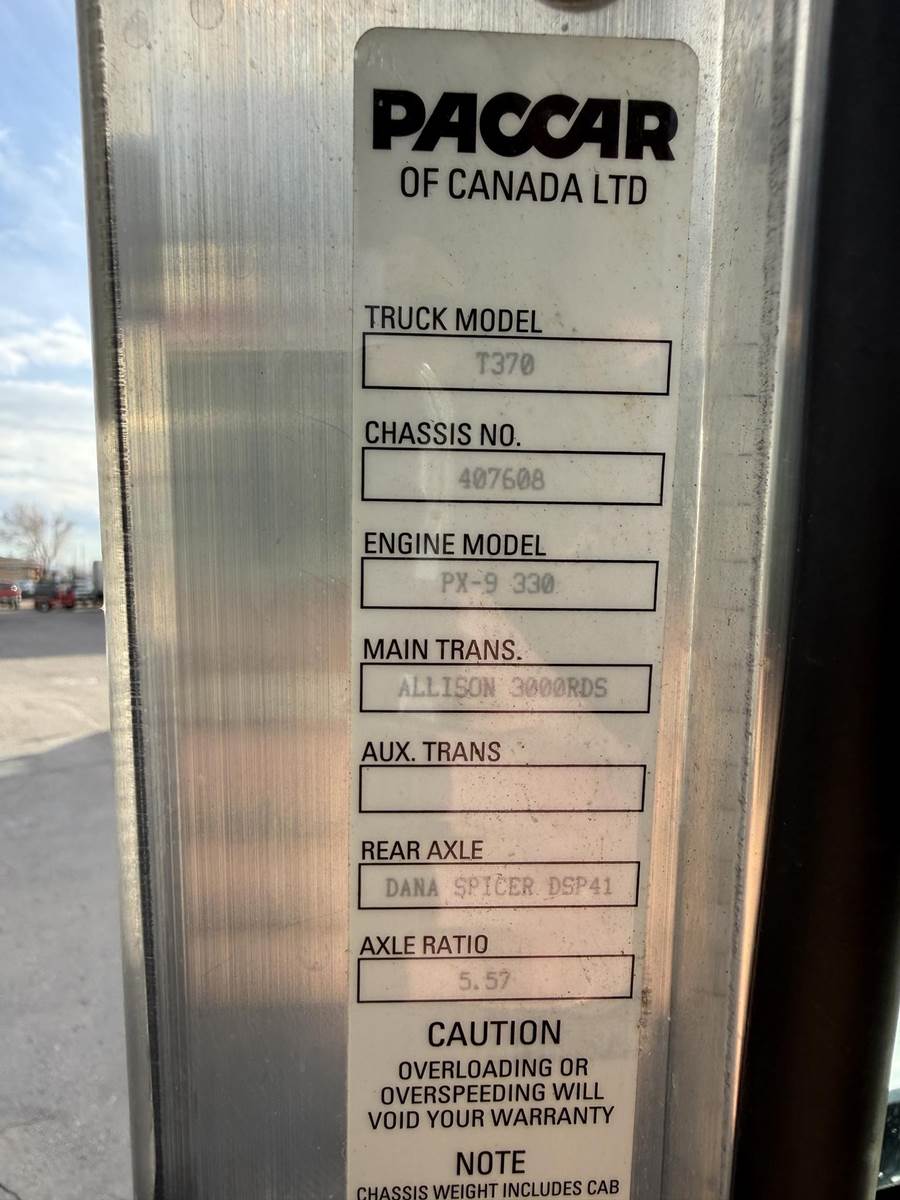 PACCAR
OF CANADA LTD
TRUCK MODEL
T370
CHASSIS NO.
407608
ENGINE MODEL
PX-9 330
MAIN TRANS.
ALLISON 3000RDS
AUX. TRANS
REAR AXLE
DANA SPICER DSP41
AXLE RATIO
5.57
CAUTION
OVERLOADING OR
OVERSPEEDING WILL
VOID YOUR WARRANTY
NOTE
CHASSIS WEIGHT INCLUDES CAB